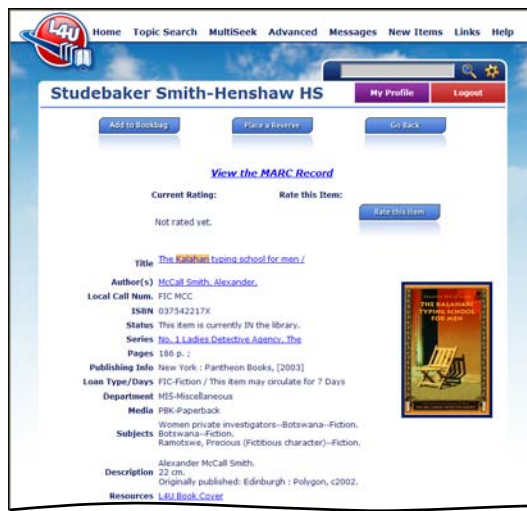 L4U
Home Topic Search MultiSeek Advanced Messages New Items Links Help
Studebaker Smith-Henshaw HS
My Profile Logout
Add to Bookbag Place a Reserve Go Back
View the MARC Record
Current Rating: Rate this Item:
Not rated yet.
Rate this Item
Title The Kalahari typing school for men /
Author(s) McCall Smith, Alexander,
Local Call Num. FIC MCC
ISBN 037542217X
Status This item is currently IN the library.
Series No. 1 Ladies Detective Agency, The
Pages 186 p. ;
Publishing Info New York : Pantheon Books, [2003]
Loan Type/Days FIC-Fiction / This item may circulate for 7 Days
Department MIS-Miscellaneous
Media PBK-Paperback
Subjects Women private investigators--Botswana--Fiction.
Botswana--Fiction.
Ramotswe, Precious (Fictitious character)--Fiction.
Description Alexander McCall Smith.
22 cm.
Originally published: Edinburgh : Polygon, c2002.
Resources L4U Book Cover
THE KALAHARI
TYPING SCHOOL
FOR MEN